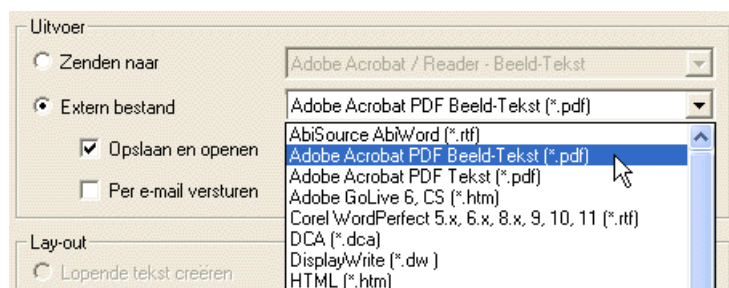 Uitvoer
Zenden naar Adobe Acrobat / Reader - Beeld-Tekst
Extern bestand Adobe Acrobat PDF Beeld-Tekst (*.pdf)
AbiSource AbiWord (*.rtf)
Opslaan en openen Adobe Acrobat PDF Beeld-Tekst (*.pdf)
Adobe Acrobat PDF Tekst (*.pdf)
Per e-mail versturen Adobe GoLive 6, CS (*.htm)
Corel WordPerfect 5.x, 6.x, 8.x, 9, 10, 11 (*.rtf)
Lay-out DCA (*.dca)
DisplayWrite (*.dw )
Lopende tekst creëren HTML (*.htm)